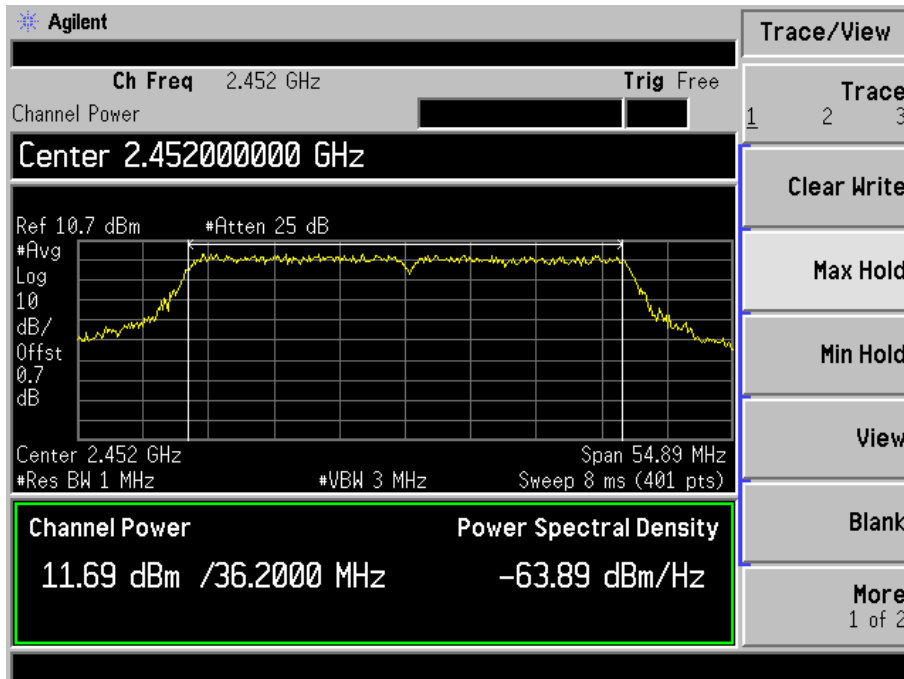 Agilent
Trace/View
Ch Freq 2.452 GHz
Trig Free
Channel Power
Center 2.452000000 GHz
Ref 10.7 dBm #Atten 25 dB
#Avg
Log
10
dB/
Offst
0.7
dB
Center 2.452 GHz
Span 54.89 MHz
#Res BW 1 MHz
#VBW 3 MHz
Sweep 8 ms (401 pts)
Channel Power
Power Spectral Density
11.69 dBm /36.2000 MHz
-63.89 dBm/Hz
Trace
1 2 3
Clear Write
Max Hold
Min Hold
View
Blank
More
1 of 2